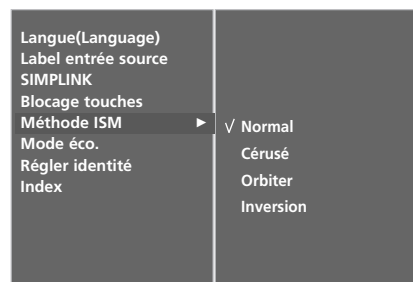 Langue(Language)
Label entrée source
SIMPLINK
Blocage touches
Méthode ISM ►
Mode éco.
Régler identité
Index
√ Normal
Cérusé
Orbiter
Inversion